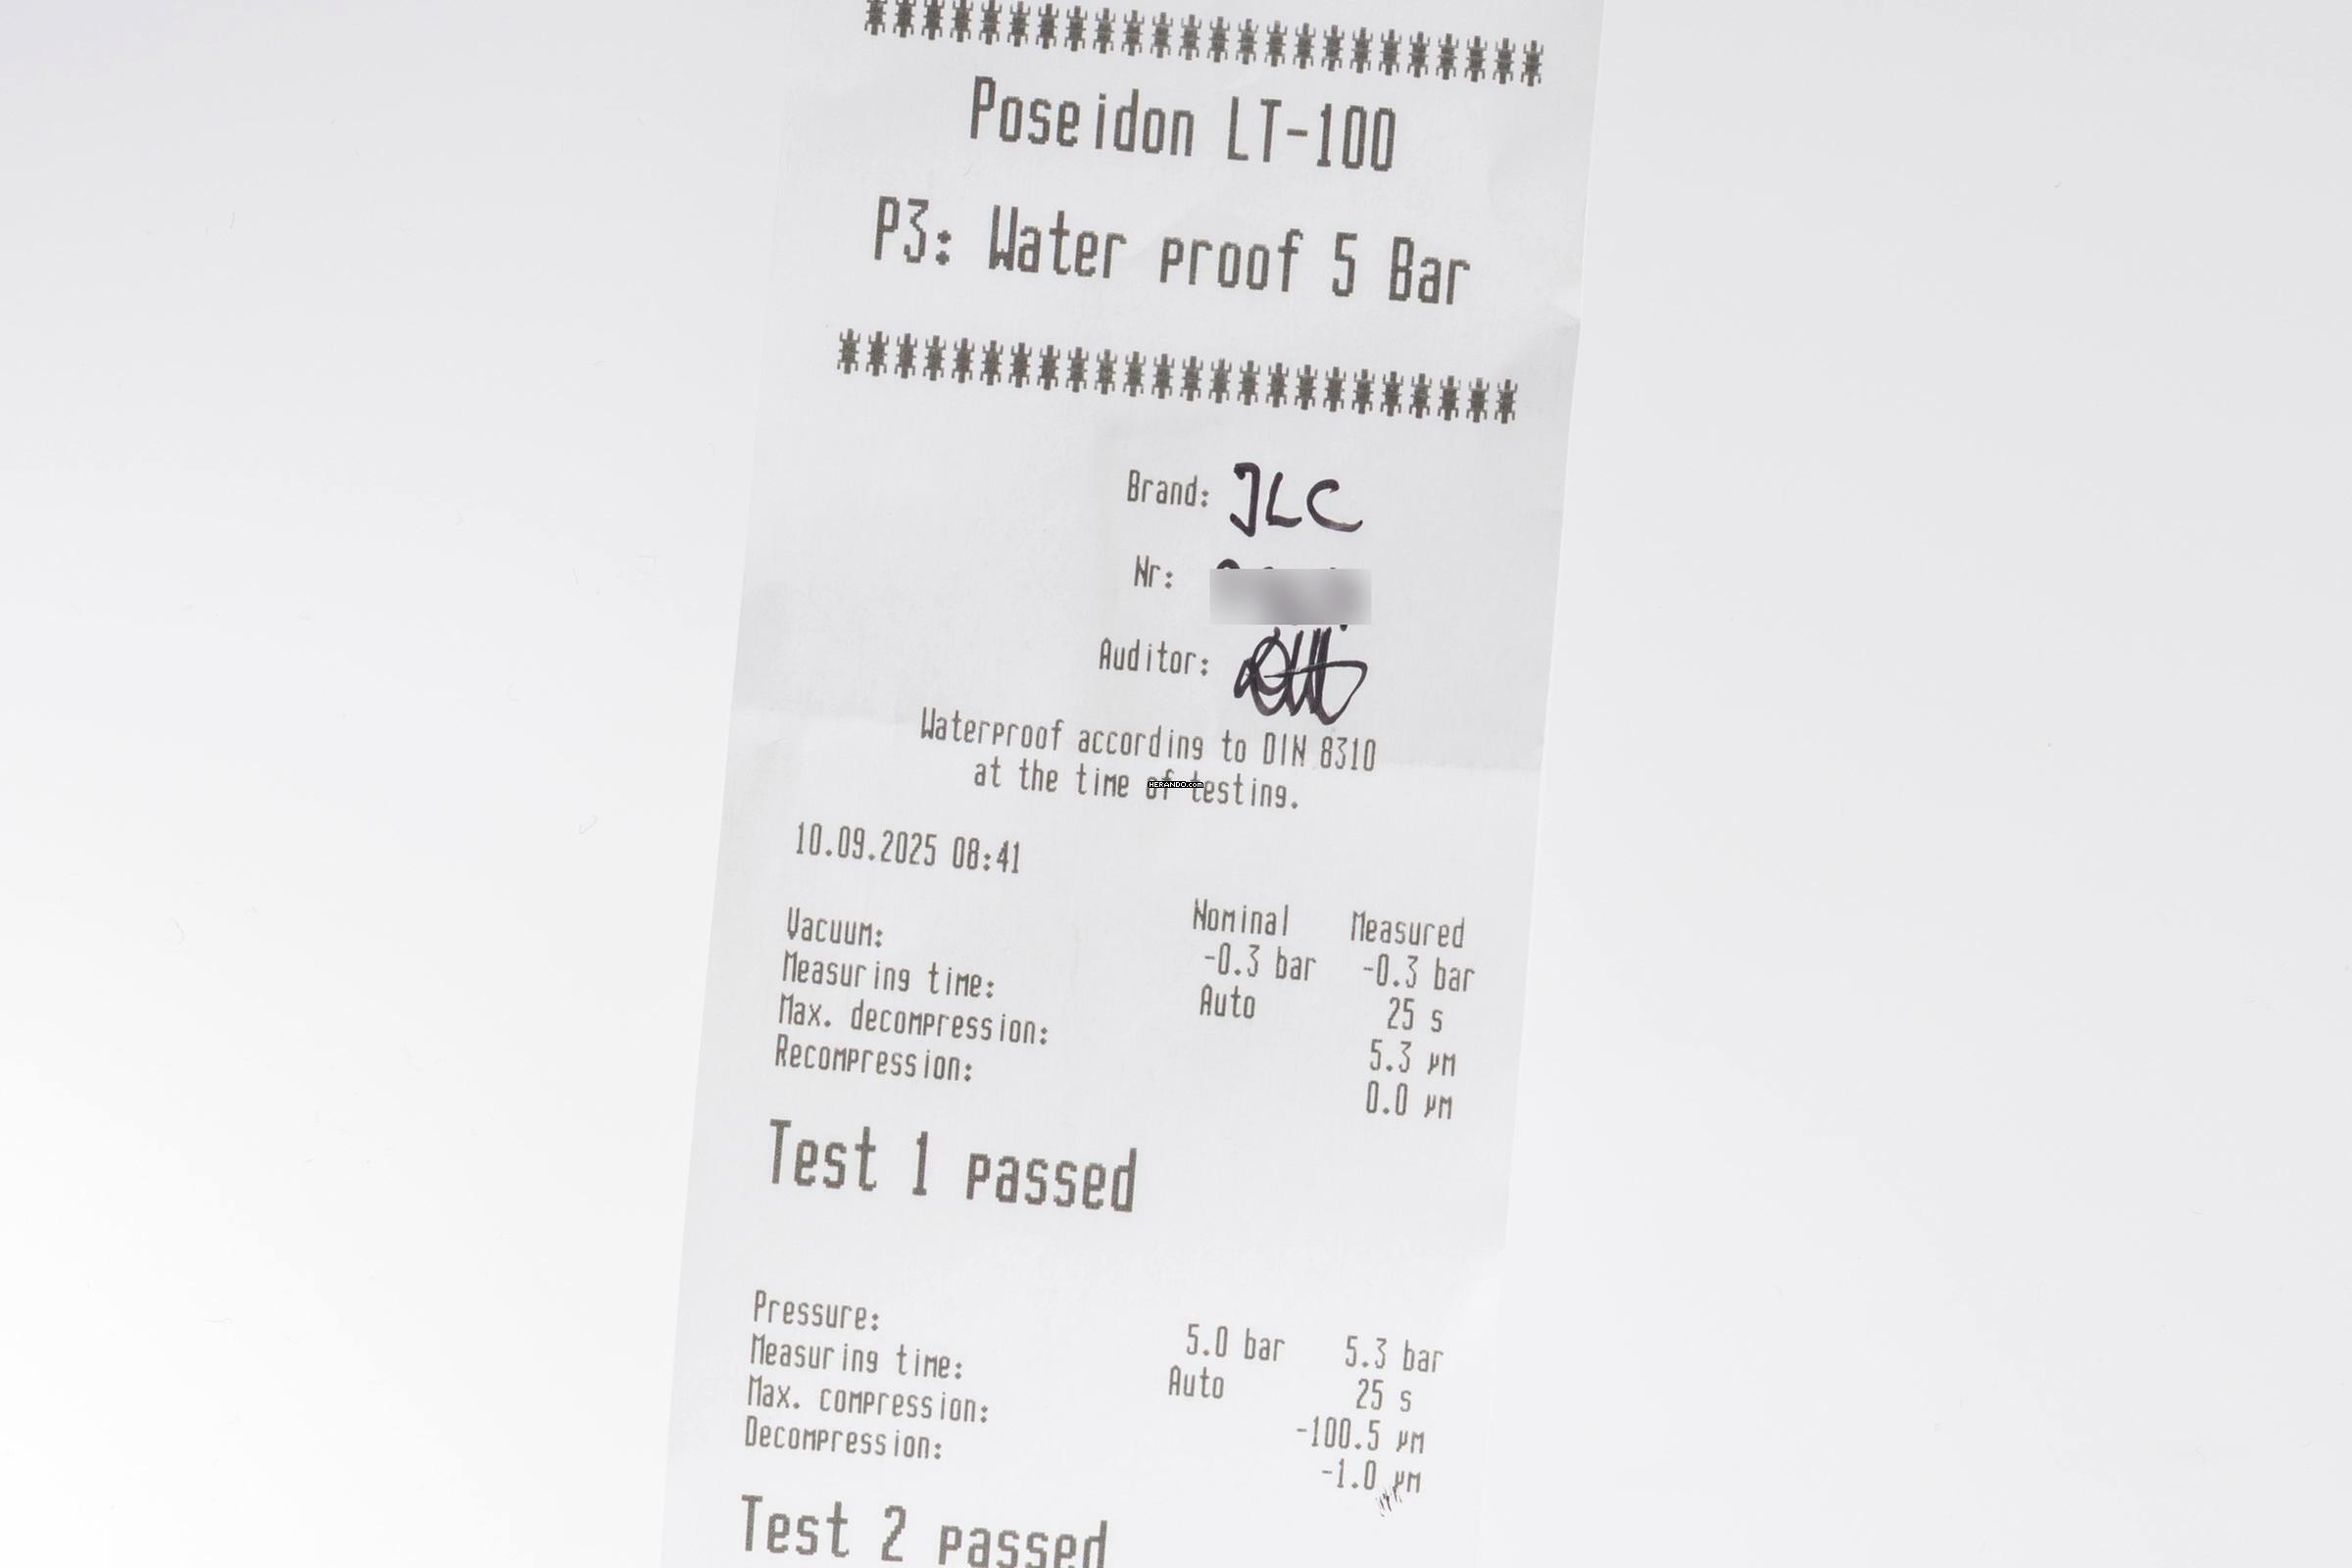 ************************
Poseidon LT-100
P3: Water proof 5 Bar
************************
Brand: JLC
Nr:
Auditor:
Waterproof according to DIN 8310
at the time of testing.
HERANDO.com
10.09.2025 08:41
Nominal Measured
Vacuum: -0.3 bar -0.3 bar
Measuring time: Auto 25 s
Max. decompression: 5.3 µm
Recompression: 0.0 µm
Test 1 passed
Pressure: 5.0 bar 5.3 bar
Measuring time: Auto 25 s
Max. compression: -100.5 µm
Decompression: -1.0 µm
Test 2 passed